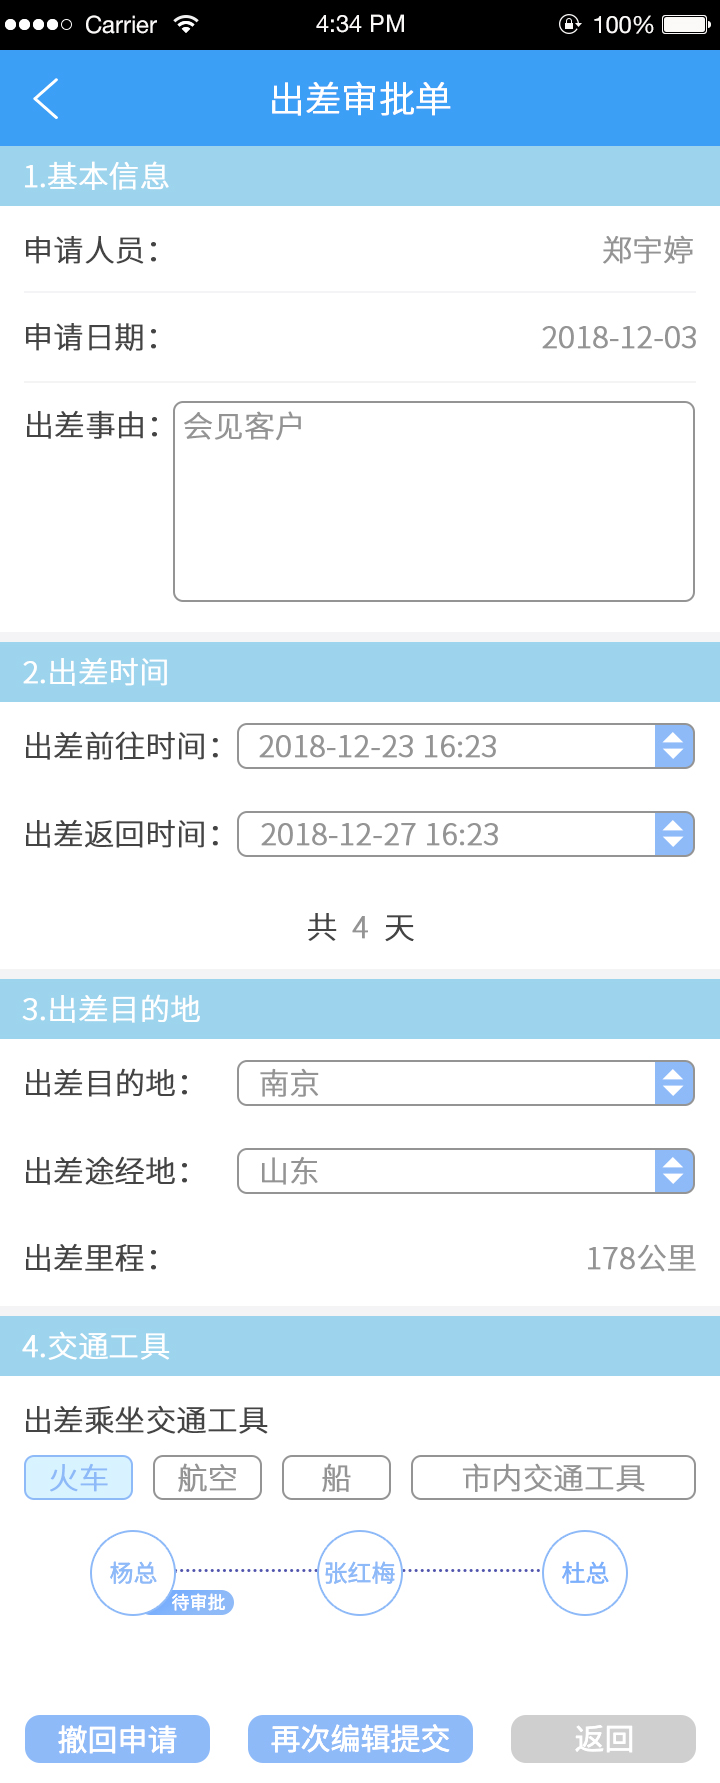 Carrier 4:34 PM 100%
出差审批单
1.基本信息
申请人员： 郑宇婷
申请日期： 2018-12-03
出差事由： 会见客户
2.出差时间
出差前往时间： 2018-12-23 16:23
出差返回时间： 2018-12-27 16:23
共 4 天
3.出差目的地
出差目的地： 南京
出差途经地： 山东
出差里程： 178公里
4.交通工具
出差乘坐交通工具
火车 航空 船 市内交通工具
杨总 张红梅 杜总
待审批
撤回申请 再次编辑提交 返回